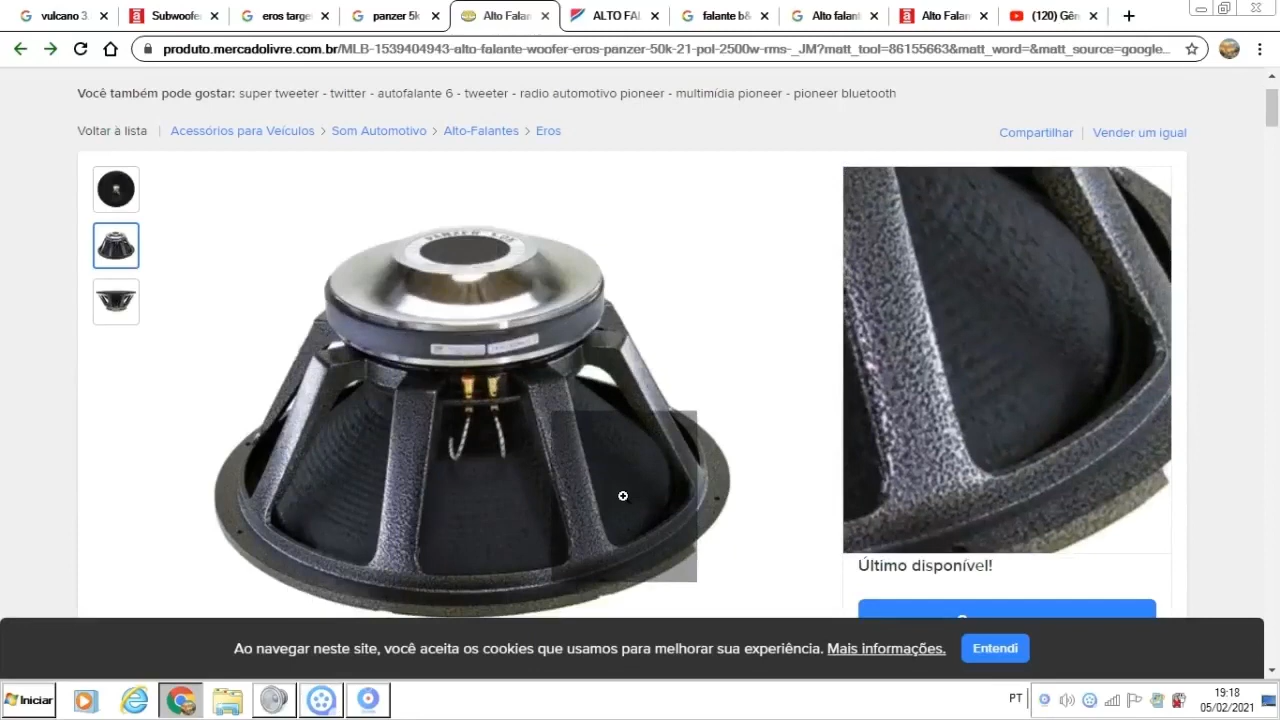 vulcano 3.
Subwoofer
eros targe
panzer 5k
Alto Falan
ALTO FAL
falante b&
Alto falant
Alto Falan
(120) Gên
produto.mercadolivre.com.br/MLB-1539404943-alto-falante-woofer-eros-panzer-50k-21-pol-2500w-rms-_JM?matt_tool=86155663&matt_word=&matt_source=google...
Você também pode gostar: super tweeter - twitter - autofalante 6 - tweeter - radio automotivo pioneer - multimídia pioneer - pioneer bluetooth
Voltar à lista | Acessórios para Veículos > Som Automotivo > Alto-Falantes > Eros
Compartilhar | Vender um igual
PANZER
Último disponível!
Ao navegar neste site, você aceita os cookies que usamos para melhorar sua experiência. Mais informações. Entendi
Iniciar
PT
19:18
05/02/2021